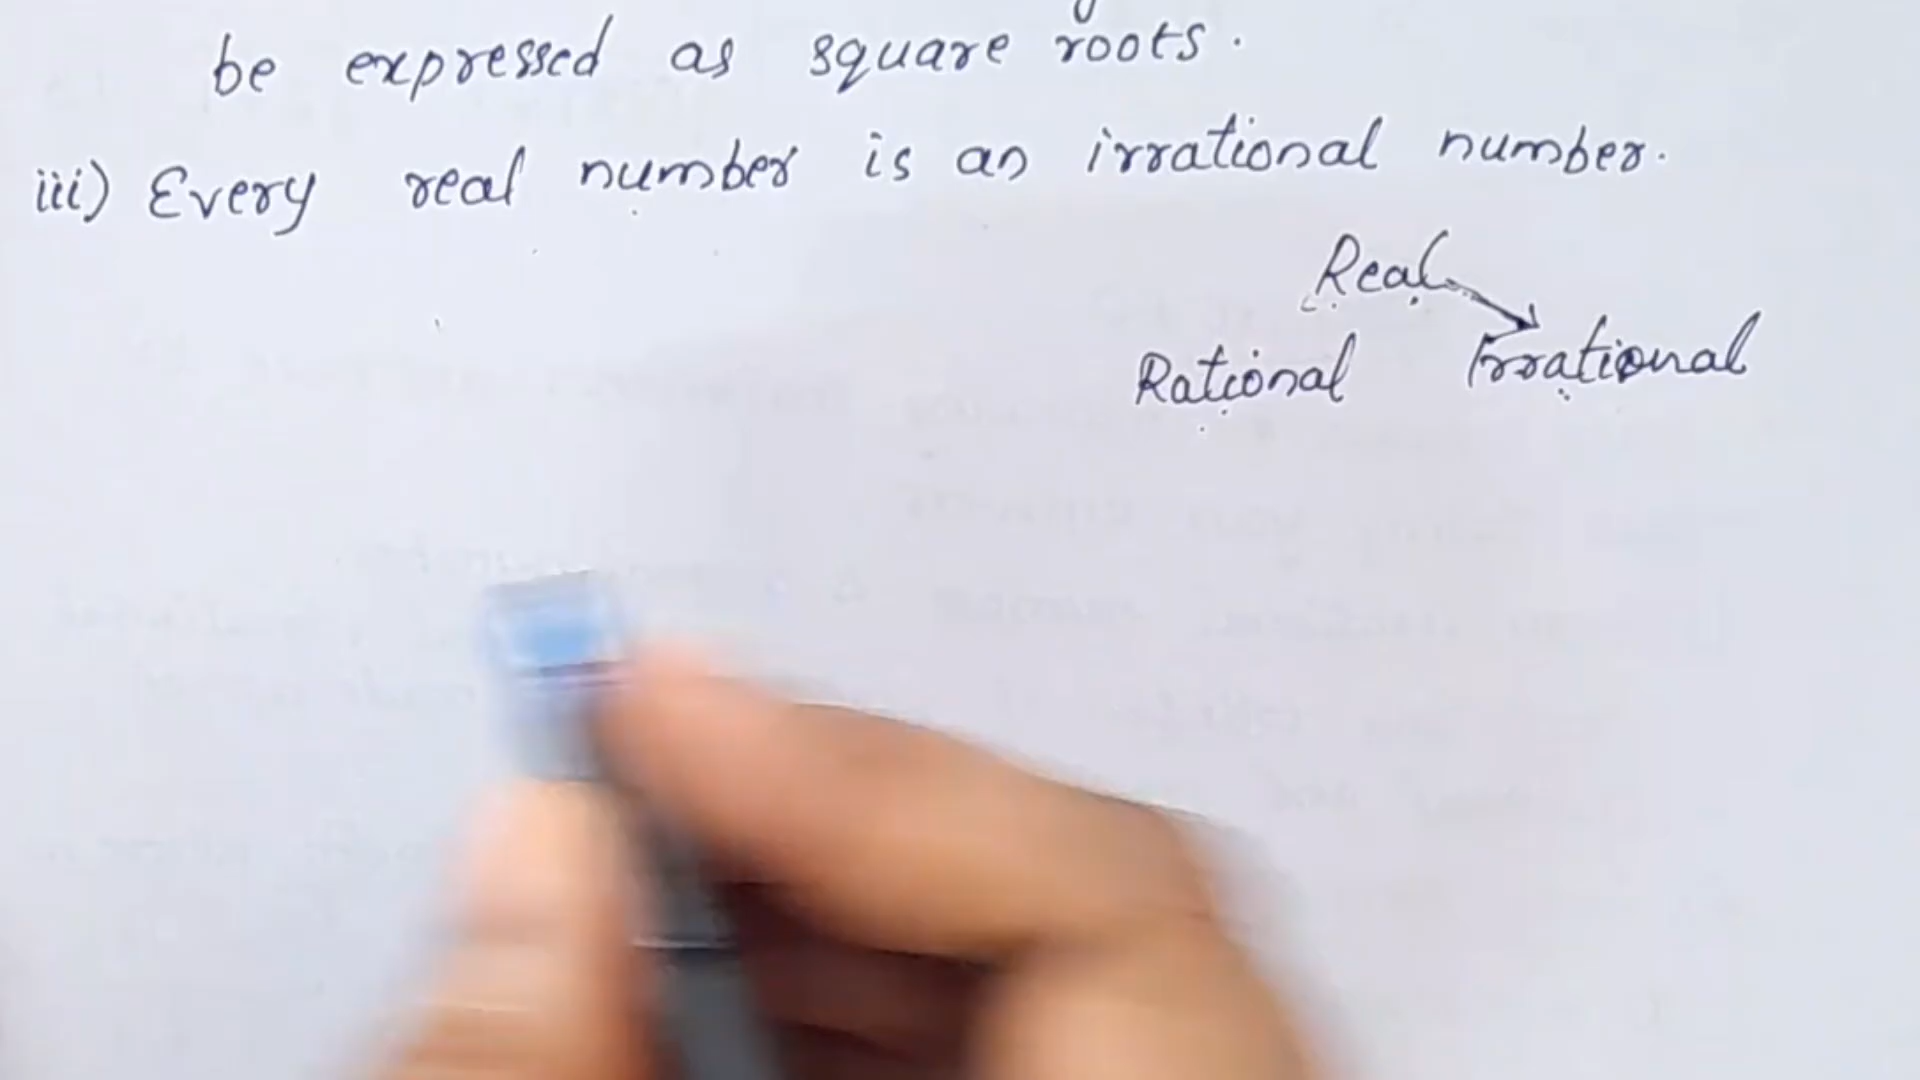 be expressed as square roots.
iii) Every real number is an irrational number.
Real
Rational Irrational